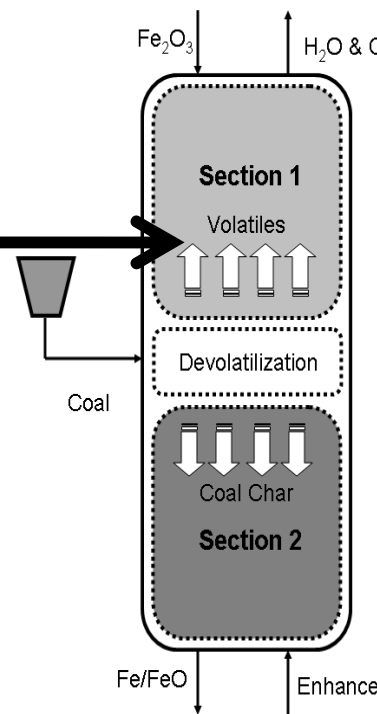 Fe₂O₃
H₂O &
Section 1
Volatiles
Devolatilization
Coal
Coal Char
Section 2
Fe/FeO
Enhance